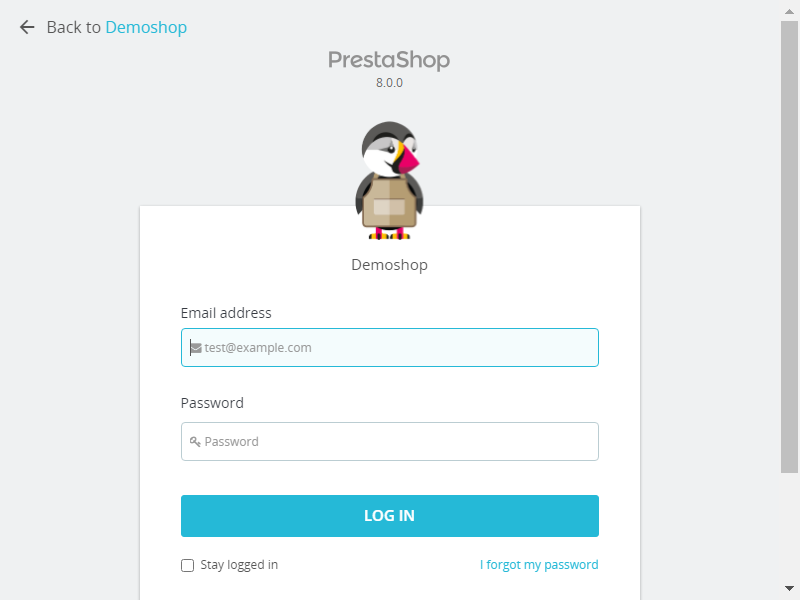 Back to Demoshop
PrestaShop
8.0.0
Demoshop
Email address
test@example.com
Password
Password
LOG IN
Stay logged in
I forgot my password